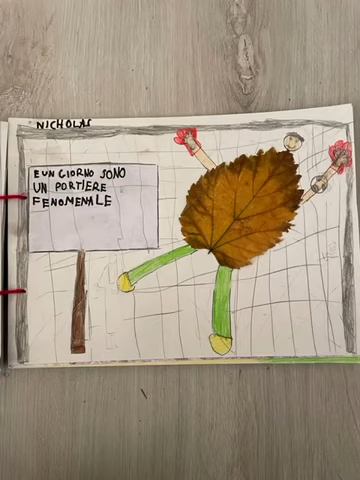 NICHOLAS
E UN GIORNO SONO
UN PORTIERE
FENOMENALE